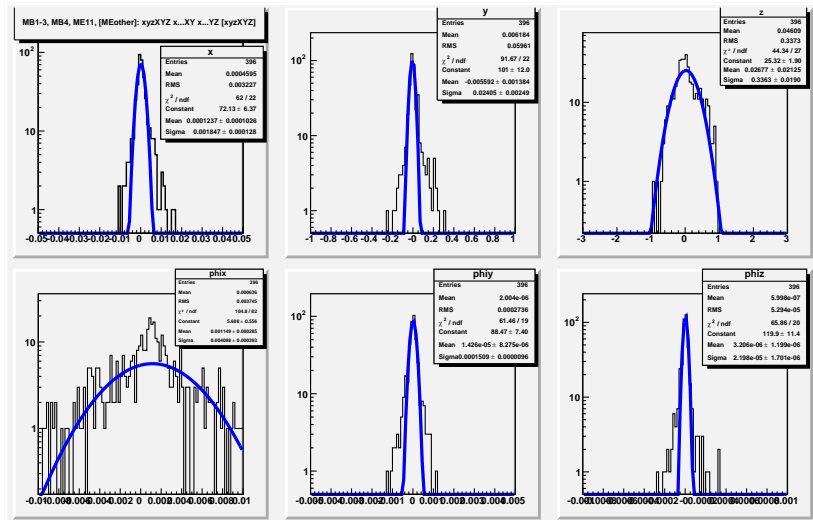 MB1-3, MB4, ME11, [MEother]: xyzXYZ x...XY x...YZ [xyzXYZ]
x
Entries 396
Mean 0.0004595
RMS 0.003227
χ² / ndf 62 / 22
Constant 72.13 ± 6.37
Mean 0.0001237 ± 0.0001026
Sigma 0.001847 ± 0.000128
10²
10
1
-0.05-0.04-0.03-0.02-0.01 0 0.01 0.02 0.03 0.04 0.05
y
Entries 396
Mean 0.006184
RMS 0.05961
χ² / ndf 91.67 / 22
Constant 101 ± 12.0
Mean -0.005592 ± 0.001384
Sigma 0.02405 ± 0.00249
10²
10
1
-1 -0.8 -0.6 -0.4 -0.2 -0 0.2 0.4 0.6 0.8 1
z
Entries 396
Mean 0.04609
RMS 0.3373
χ² / ndf 44.34 / 27
Constant 25.32 ± 1.90
Mean 0.02677 ± 0.02125
Sigma 0.3363 ± 0.0190
10
1
-3 -2 -1 0 1 2 3
phix
Entries 396
Mean 0.000636
RMS 0.003745
χ² / ndf 104.8 / 82
Constant 5.608 ± 0.556
Mean 0.001149 ± 0.000285
10
1
phiy
Entries 396
Mean 2.004e-06
RMS 0.0002736
χ² / ndf 61.46 / 19
Constant 88.47 ± 7.40
Mean 1.426e-05 ± 8.275e-06
Sigma 0.0001509 ± 0.0000096
10²
10
1
phiz
Entries 396
Mean 5.998e-07
RMS 5.294e-05
χ² / ndf 65.86 / 20
Constant 119.9 ± 11.4
Mean 3.206e-06 ± 1.199e-06
Sigma 2.198e-05 ± 1.701e-06
10²
10
1